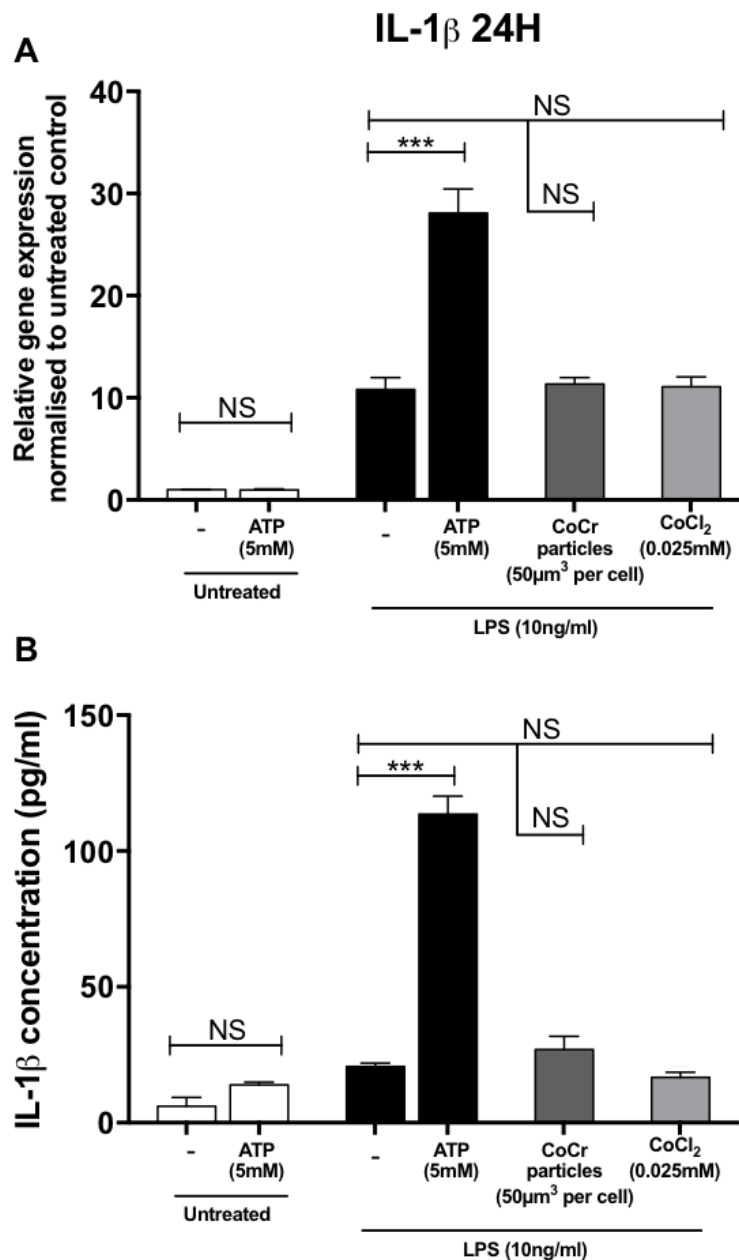 IL-1β 24H
A
Relative gene expression
normalised to untreated control
40
30
20
10
0
NS
***
NS
NS
-
ATP
(5mM)
-
ATP
(5mM)
CoCr
particles
(50µm³ per cell)
CoCl₂
(0.025mM)
Untreated
LPS (10ng/ml)
B
IL-1β concentration (pg/ml)
150
100
50
0
NS
***
NS
NS
-
ATP
(5mM)
-
ATP
(5mM)
CoCr
particles
(50µm³ per cell)
CoCl₂
(0.025mM)
Untreated
LPS (10ng/ml)